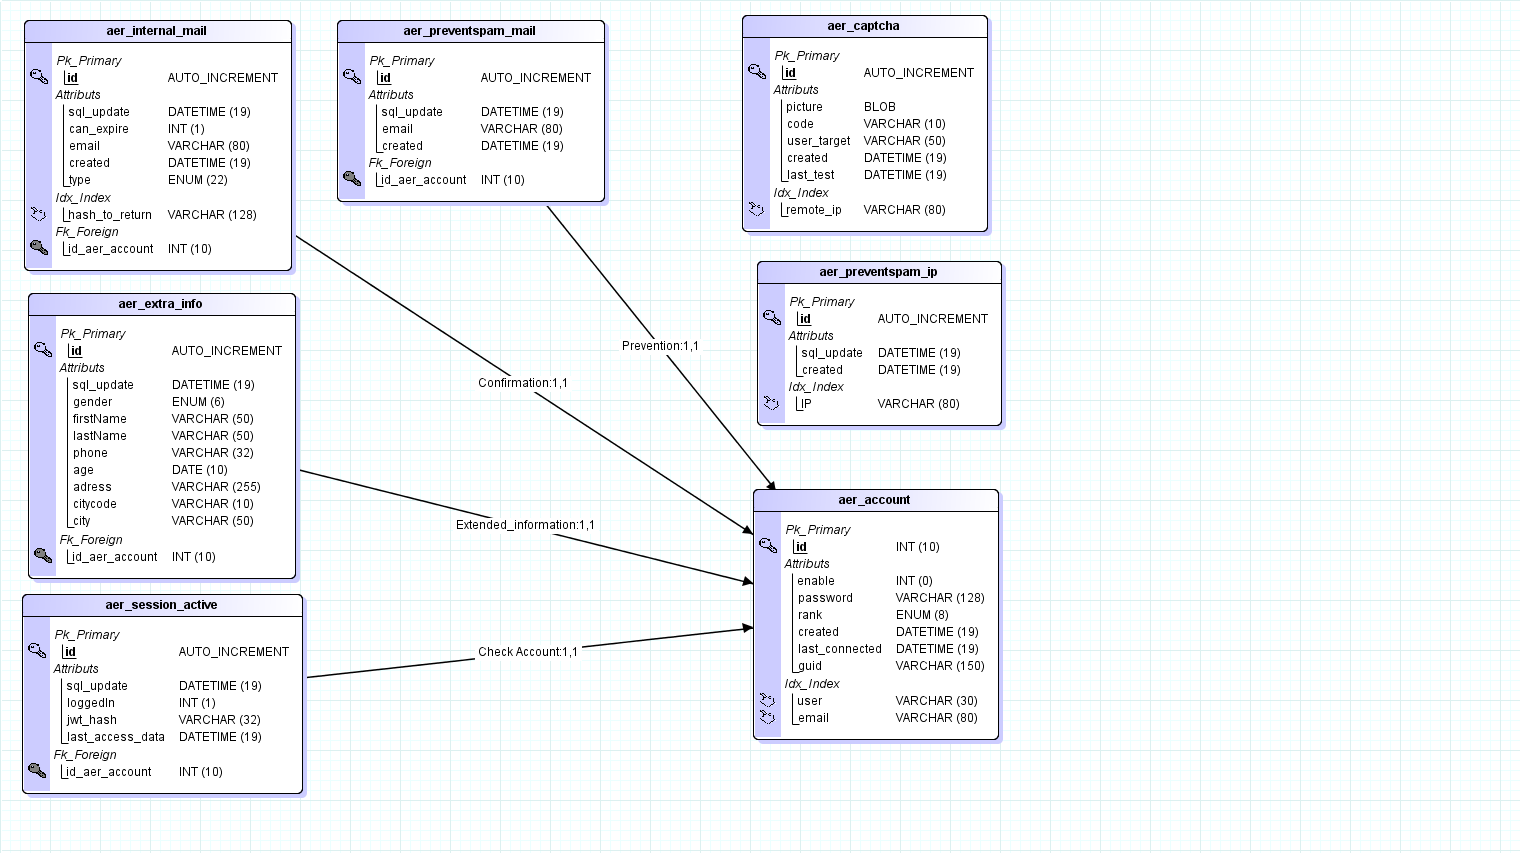 aer_internal_mail
Pk_Primary
id AUTO_INCREMENT
Attributs
sql_update DATETIME (19)
can_expire INT (1)
email VARCHAR (80)
created DATETIME (19)
type ENUM (22)
Idx_Index
hash_to_return VARCHAR (128)
Fk_Foreign
id_aer_account INT (10)
aer_preventspam_mail
Pk_Primary
id AUTO_INCREMENT
Attributs
sql_update DATETIME (19)
email VARCHAR (80)
created DATETIME (19)
Fk_Foreign
id_aer_account INT (10)
aer_captcha
Pk_Primary
id AUTO_INCREMENT
Attributs
picture BLOB
code VARCHAR (10)
user_target VARCHAR (50)
created DATETIME (19)
last_test DATETIME (19)
Idx_Index
remote_ip VARCHAR (80)
aer_preventspam_ip
Pk_Primary
id AUTO_INCREMENT
Attributs
sql_update DATETIME (19)
created DATETIME (19)
Idx_Index
IP VARCHAR (80)
aer_extra_info
Pk_Primary
id AUTO_INCREMENT
Attributs
sql_update DATETIME (19)
gender ENUM (6)
firstName VARCHAR (50)
lastName VARCHAR (50)
phone VARCHAR (32)
age DATE (10)
adress VARCHAR (255)
citycode VARCHAR (10)
city VARCHAR (50)
Fk_Foreign
id_aer_account INT (10)
Prevention:1,1
Confirmation:1,1
Extended_information:1,1
Check Account:1,1
aer_account
Pk_Primary
id INT (10)
Attributs
enable INT (0)
password VARCHAR (128)
rank ENUM (8)
created DATETIME (19)
last_connected DATETIME (19)
guid VARCHAR (150)
Idx_Index
user VARCHAR (30)
email VARCHAR (80)
aer_session_active
Pk_Primary
id AUTO_INCREMENT
Attributs
sql_update DATETIME (19)
loggedIn INT (1)
jwt_hash VARCHAR (32)
last_access_data DATETIME (19)
Fk_Foreign
id_aer_account INT (10)